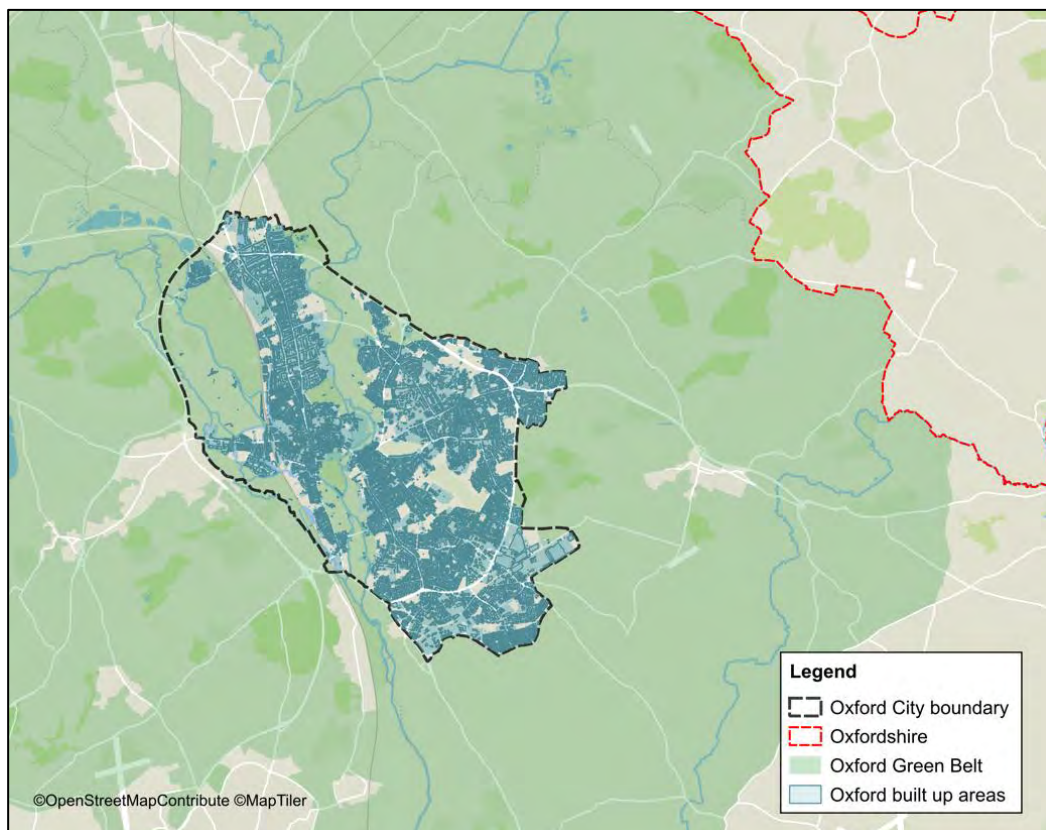 Legend
Oxford City boundary
Oxfordshire
Oxford Green Belt
Oxford built up areas
©OpenStreetMapContribute ©MapTiler